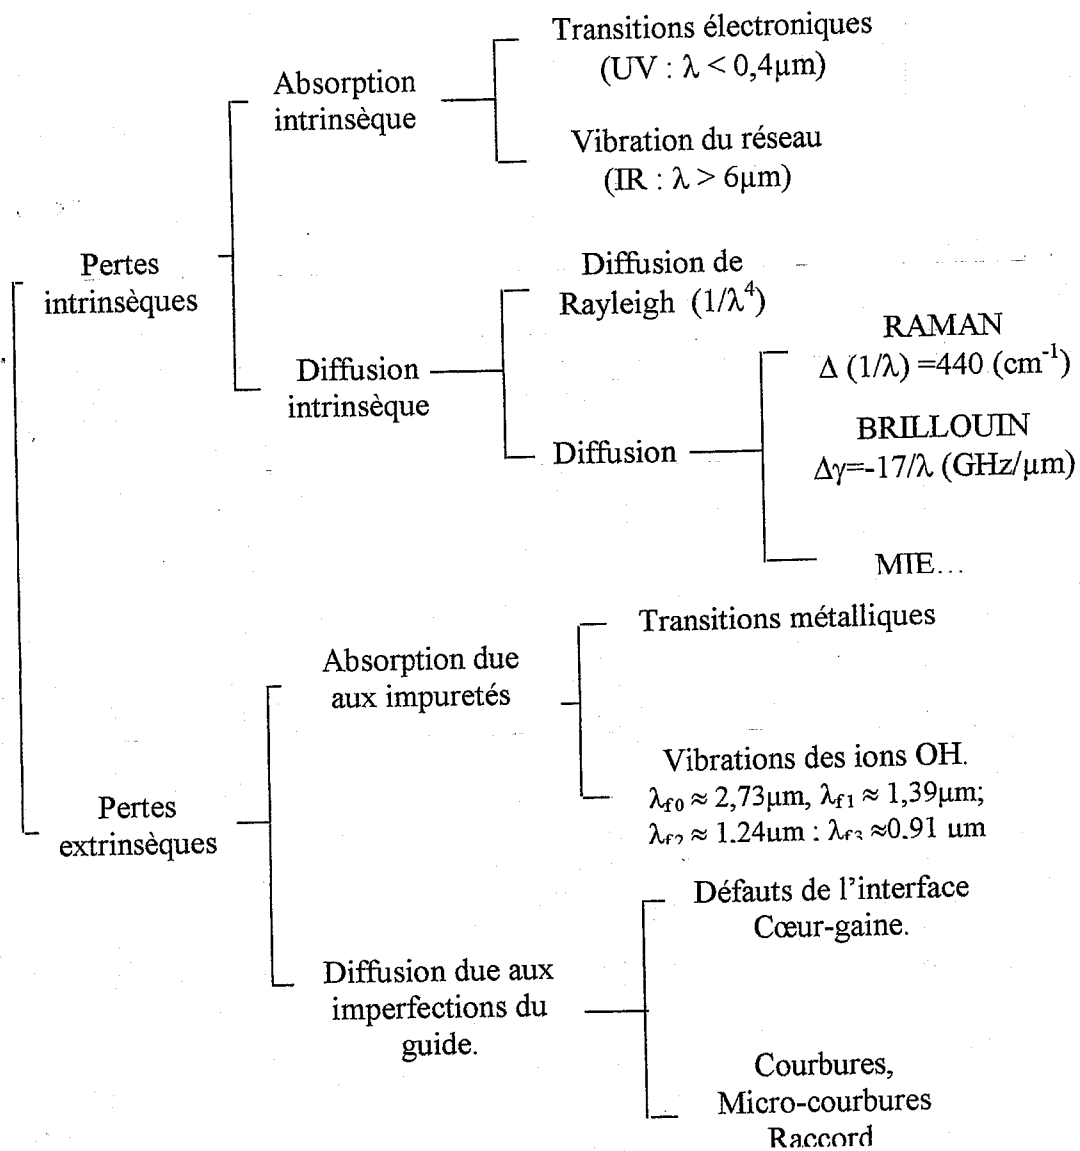 Transitions électroniques
(UV : λ < 0,4µm)
Absorption
intrinsèque
Vibration du réseau
(IR : λ > 6µm)
Pertes
intrinsèques
Diffusion de
Rayleigh (1/λ⁴)
Diffusion
intrinsèque
RAMAN
Δ (1/λ) =440 (cm⁻¹)
Diffusion
BRILLOUIN
Δγ=-17/λ (GHz/µm)
MIE...
Transitions métalliques
Absorption due
aux impuretés
Vibrations des ions OH.
λf0 ≈ 2,73µm, λf1 ≈ 1,39µm;
λf2 ≈ 1.24um : λf3 ≈0.91 um
Pertes
extrinsèques
Défauts de l'interface
Cœur-gaine.
Diffusion due aux
imperfections du
guide.
Courbures,
Micro-courbures
Raccord